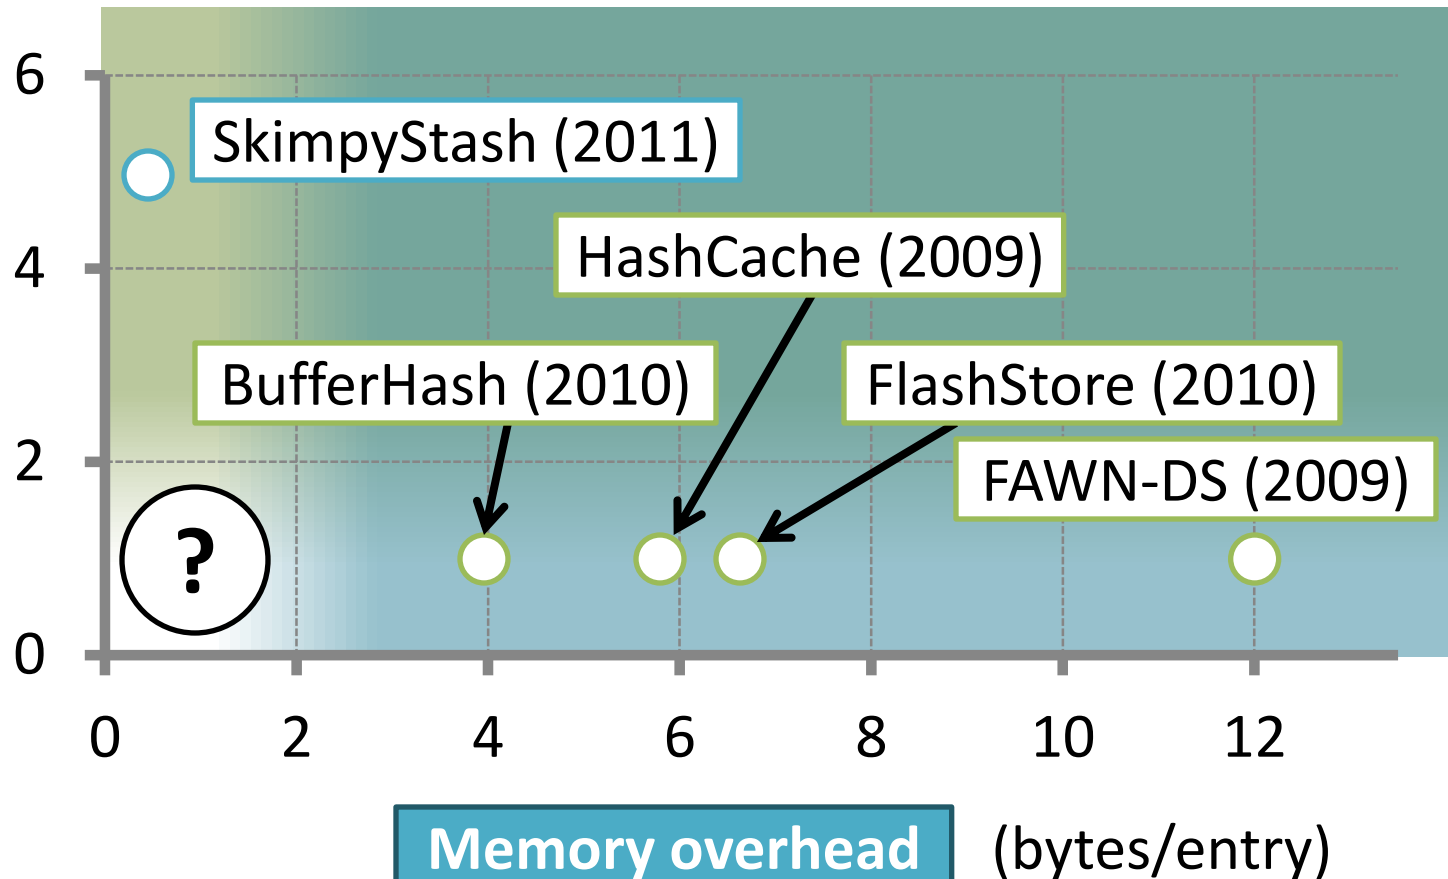 6
SkimpyStash (2011)
HashCache (2009)
4
BufferHash (2010)
FlashStore (2010)
2
FAWN-DS (2009)
?
0
0 2 4 6 8 10 12
Memory overhead (bytes/entry)